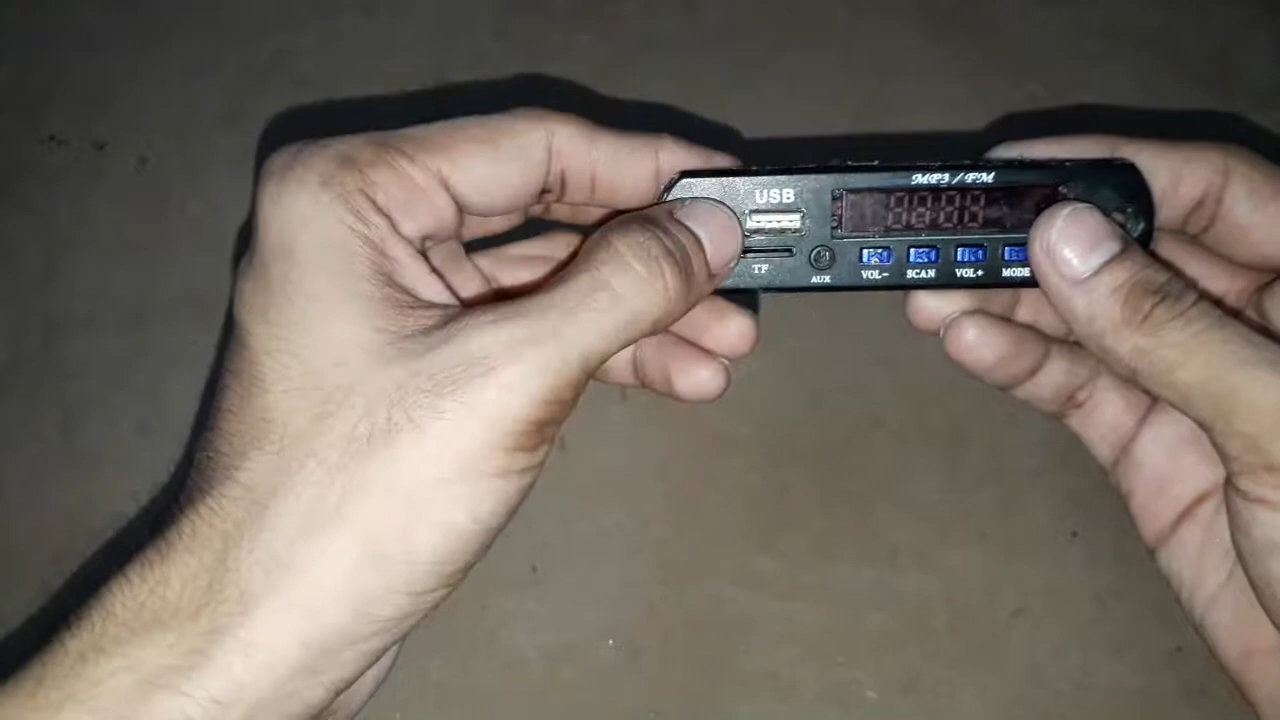 MP3 / FM
USB
TF
AUX
VOL-
SCAN
VOL+
MODE